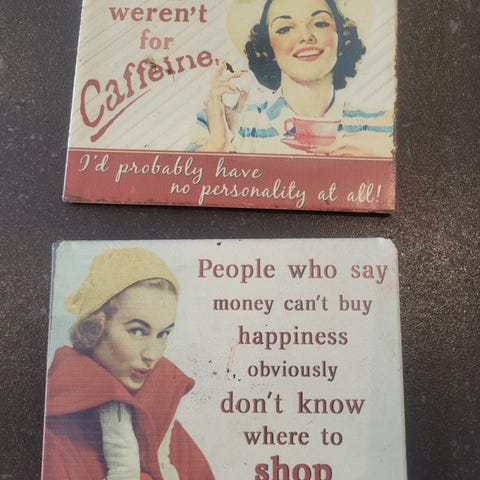 weren't
for
Caffeine,
I'd probably have
no personality at all!
People who say
money can't buy
happiness
obviously
don't know
where to
shop